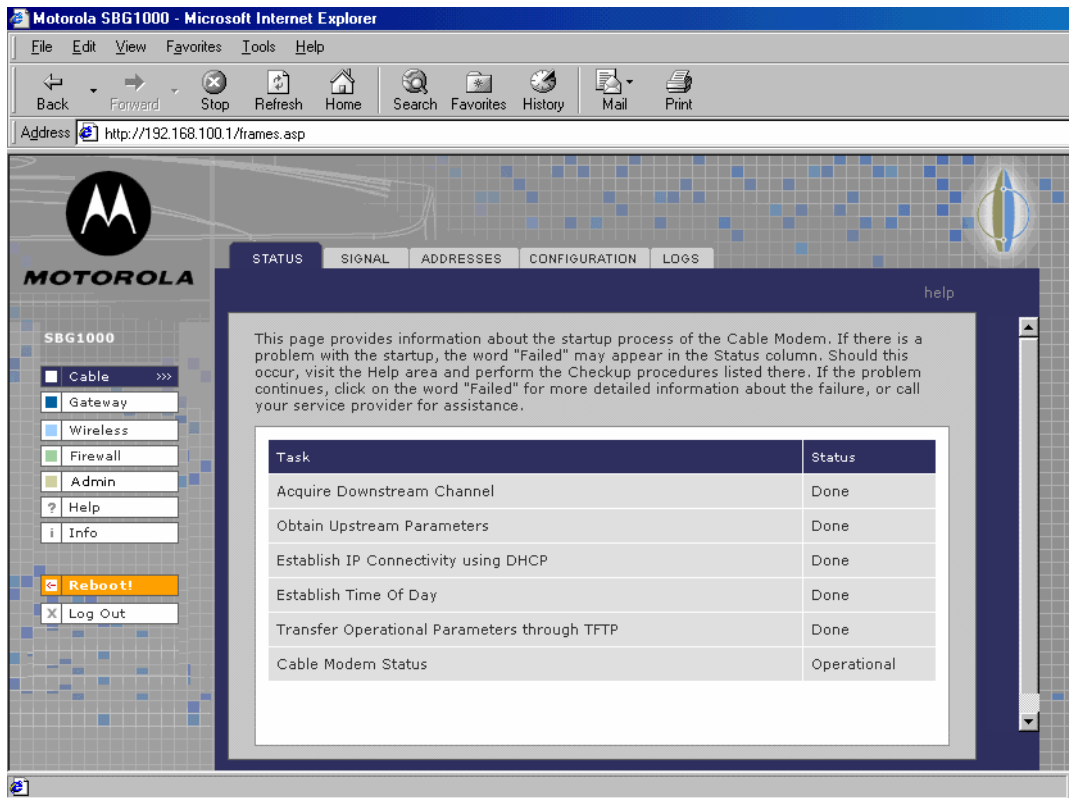 Motorola SBG1000 - Microsoft Internet Explorer
File Edit View Favorites Tools Help
Back Forward Stop Refresh Home Search Favorites History Mail Print
Address http://192.168.100.1/frames.asp
MOTOROLA
STATUS SIGNAL ADDRESSES CONFIGURATION LOGS
help
SBG1000
Cable >>>
Gateway
Wireless
Firewall
Admin
? Help
i Info
Reboot!
X Log Out
This page provides information about the startup process of the Cable Modem. If there is a
problem with the startup, the word "Failed" may appear in the Status column. Should this
occur, visit the Help area and perform the Checkup procedures listed there. If the problem
continues, click on the word "Failed" for more detailed information about the failure, or call
your service provider for assistance.
Task Status
Acquire Downstream Channel Done
Obtain Upstream Parameters Done
Establish IP Connectivity using DHCP Done
Establish Time Of Day Done
Transfer Operational Parameters through TFTP Done
Cable Modem Status Operational